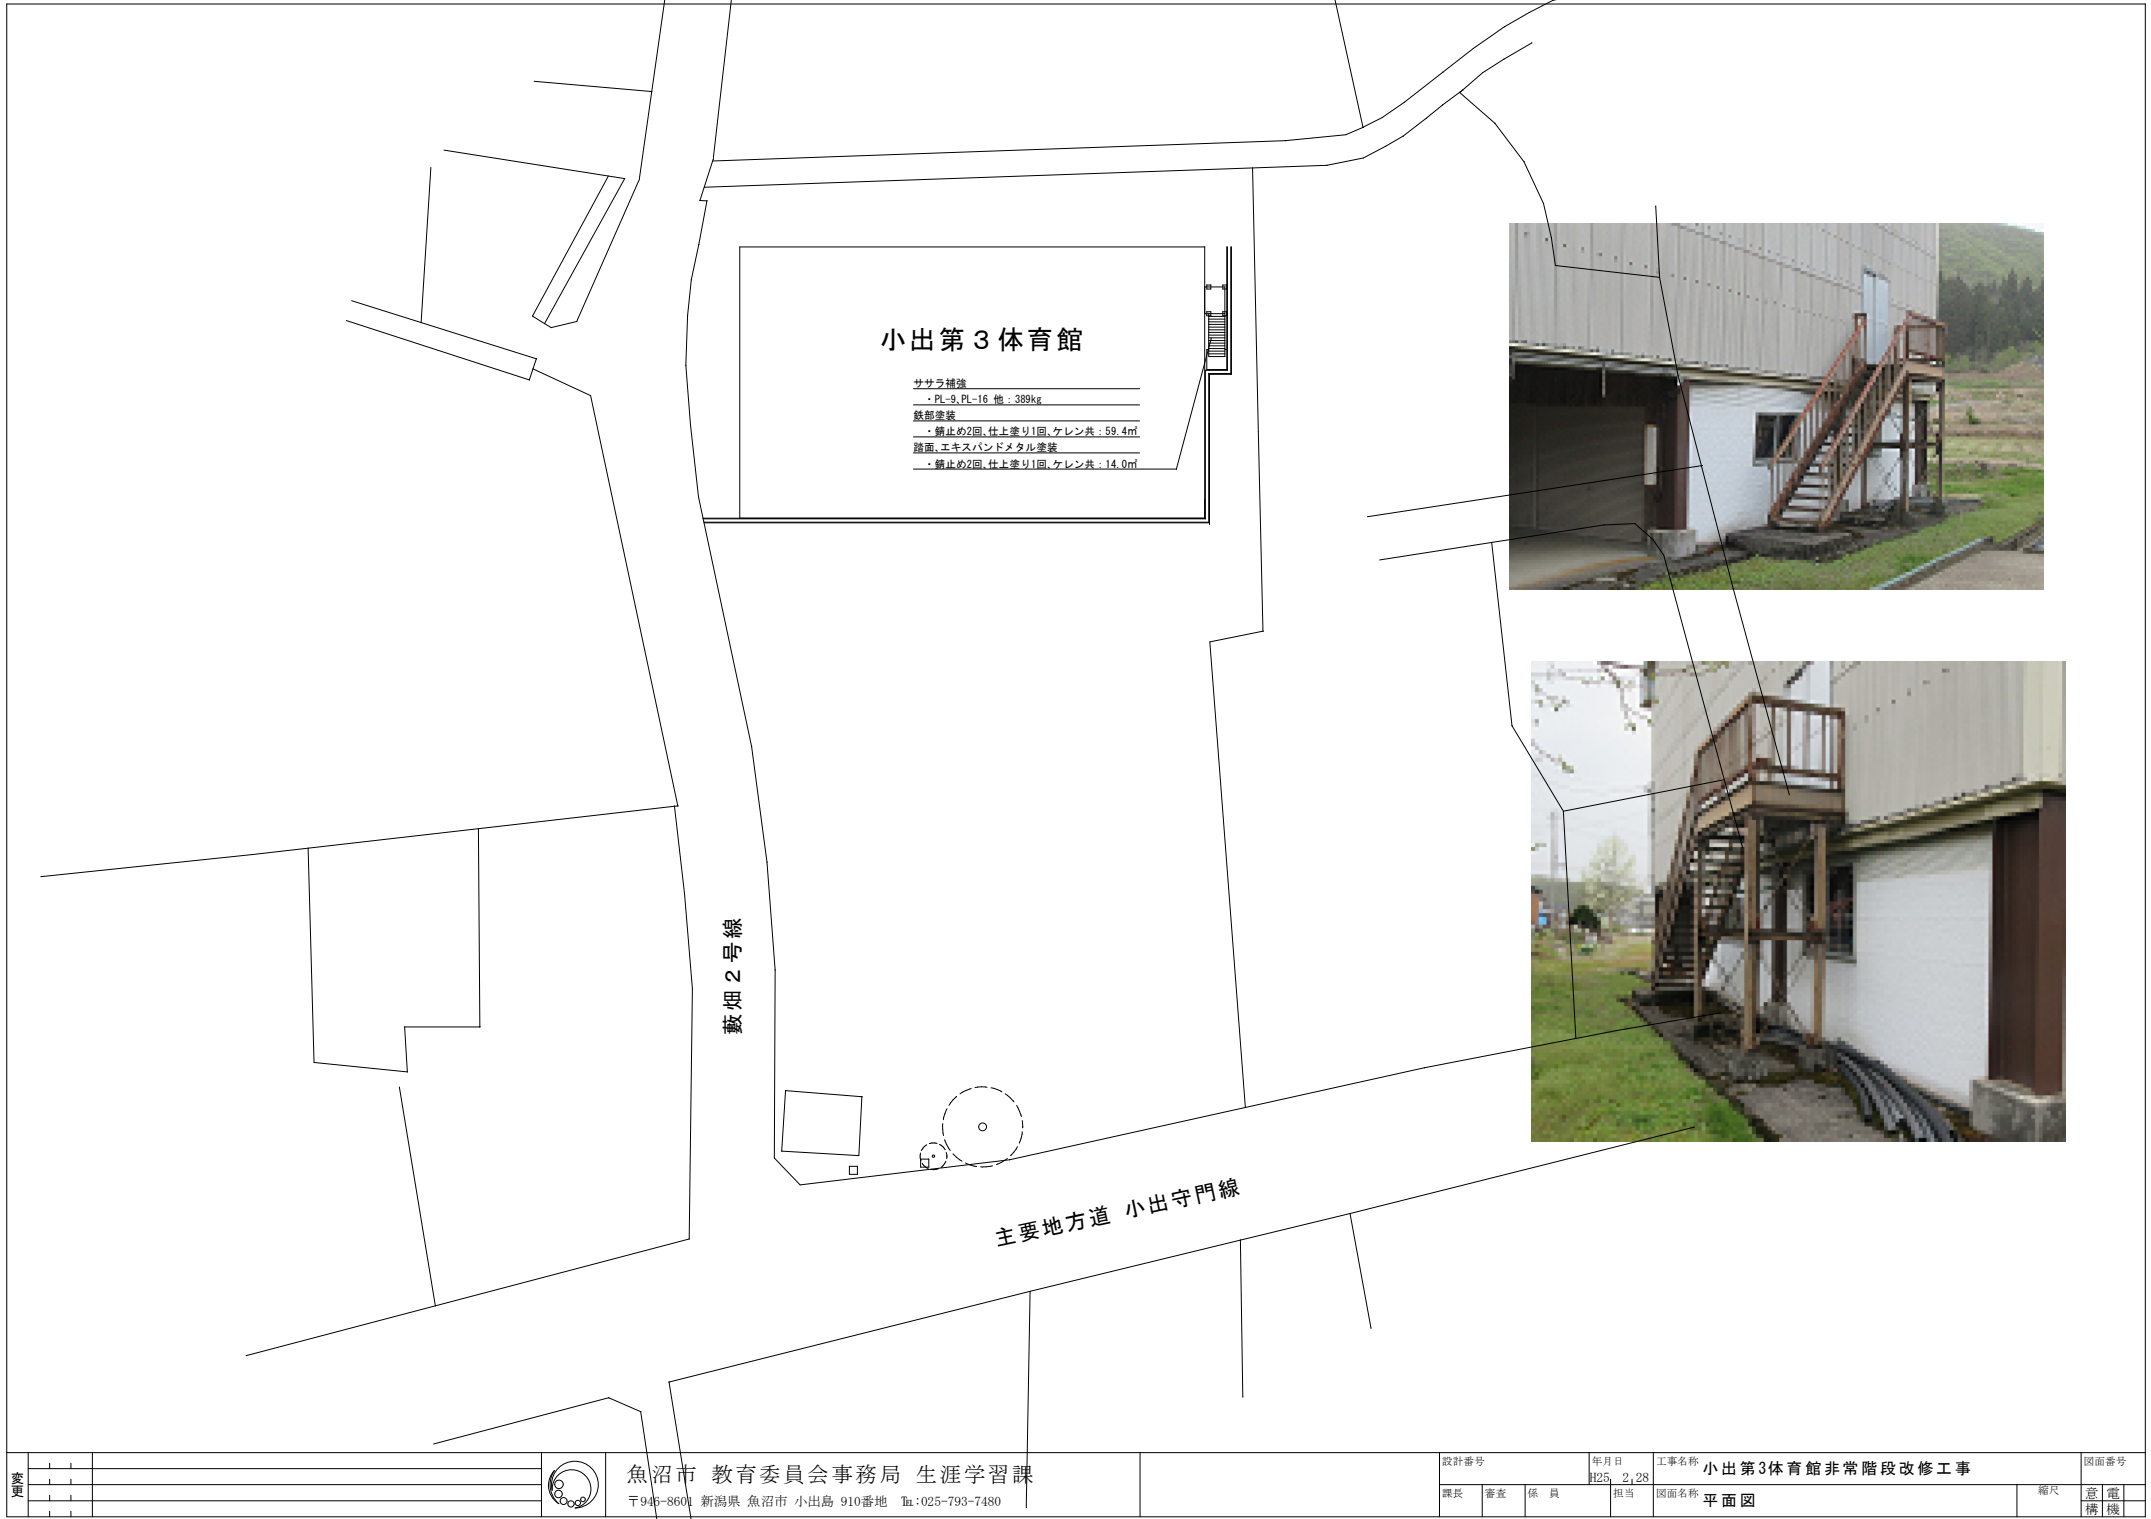 小出第３体育館
ササラ補強
・PL-9､PL-16 他：389kg
鉄部塗装
・錆止め2回､仕上塗り1回､ケレン共：59.4㎡
踏面､エキスパンドメタル塗装
・錆止め2回､仕上塗り1回､ケレン共：14.0㎡
藪畑２号線
主要地方道 小出守門線
変更
魚沼市 教育委員会事務局 生涯学習課
〒946-8601 新潟県 魚沼市 小出島 910番地 ℡:025-793-7480
設計番号
年月日
H25. 2.28
工事名称 小出第3体育館非常階段改修工事
図面番号
課長 審査 係 員 担当
図面名称 平面図
縮尺
意 電
構 機